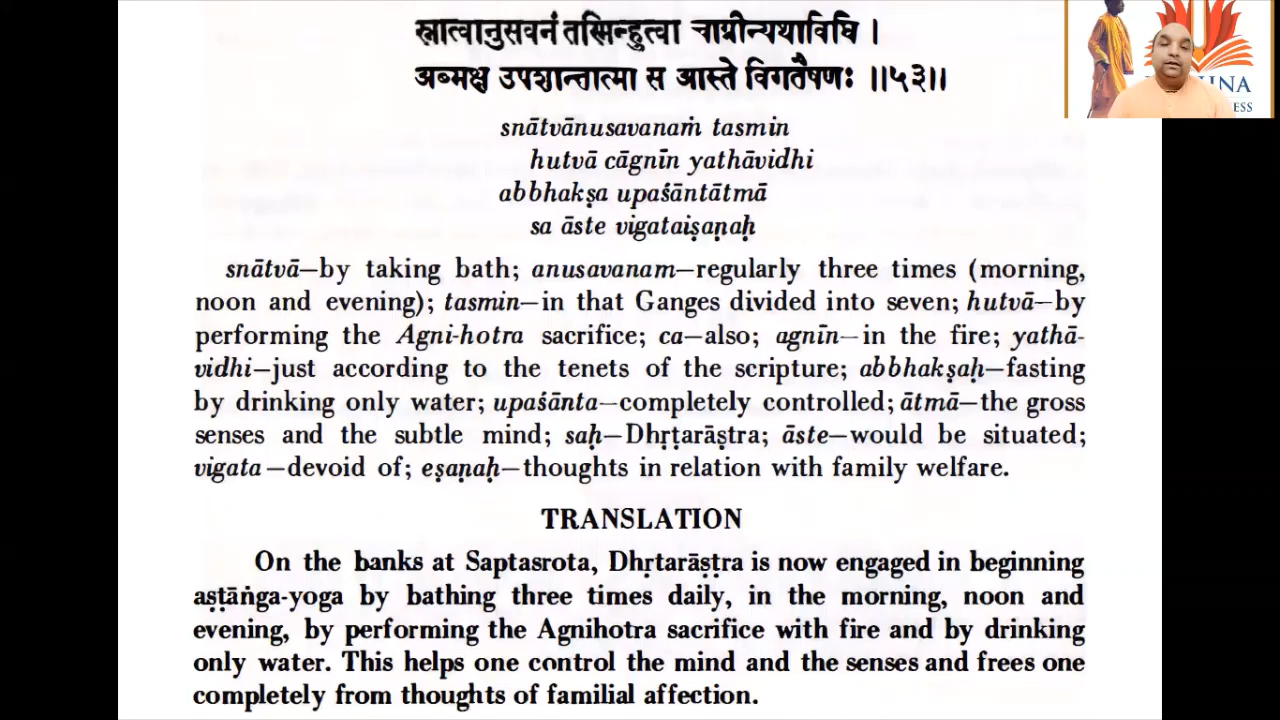 स्नात्वानुसवनं तस्मिन्हुत्वा चाग्नीन्यथाविधि ।
अब्भक्ष उपशान्तात्मा स आस्ते विगतैषणः ॥५३॥
snātvānusavanaṁ tasmin
hutvā cāgnīn yathāvidhi
abbhakṣa upaśāntātmā
sa āste vigataiṣaṇaḥ
snātvā—by taking bath; anusavanam—regularly three times (morning,
noon and evening); tasmin—in that Ganges divided into seven; hutvā—by
performing the Agni-hotra sacrifice; ca—also; agnīn—in the fire; yathā-
vidhi—just according to the tenets of the scripture; abbhakṣaḥ—fasting
by drinking only water; upaśānta—completely controlled; ātmā—the gross
senses and the subtle mind; saḥ—Dhṛtarāṣṭra; āste—would be situated;
vigata—devoid of; eṣaṇaḥ—thoughts in relation with family welfare.
TRANSLATION
On the banks at Saptasrota, Dhṛtarāṣṭra is now engaged in beginning
aṣṭāṅga-yoga by bathing three times daily, in the morning, noon and
evening, by performing the Agnihotra sacrifice with fire and by drinking
only water. This helps one control the mind and the senses and frees one
completely from thoughts of familial affection.